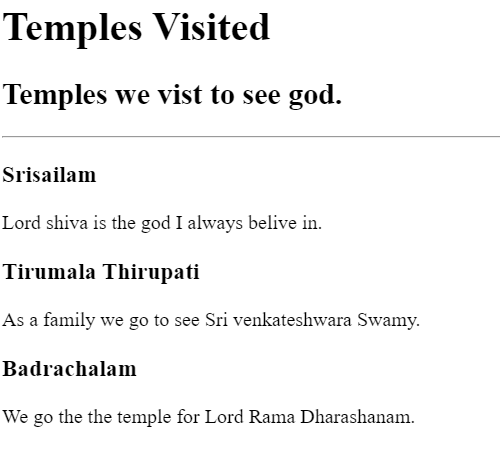 Temples Visited
Temples we vist to see god.
Srisailam
Lord shiva is the god I always belive in.
Tirumala Thirupati
As a family we go to see Sri venkateshwara Swamy.
Badrachalam
We go the the temple for Lord Rama Dharashanam.